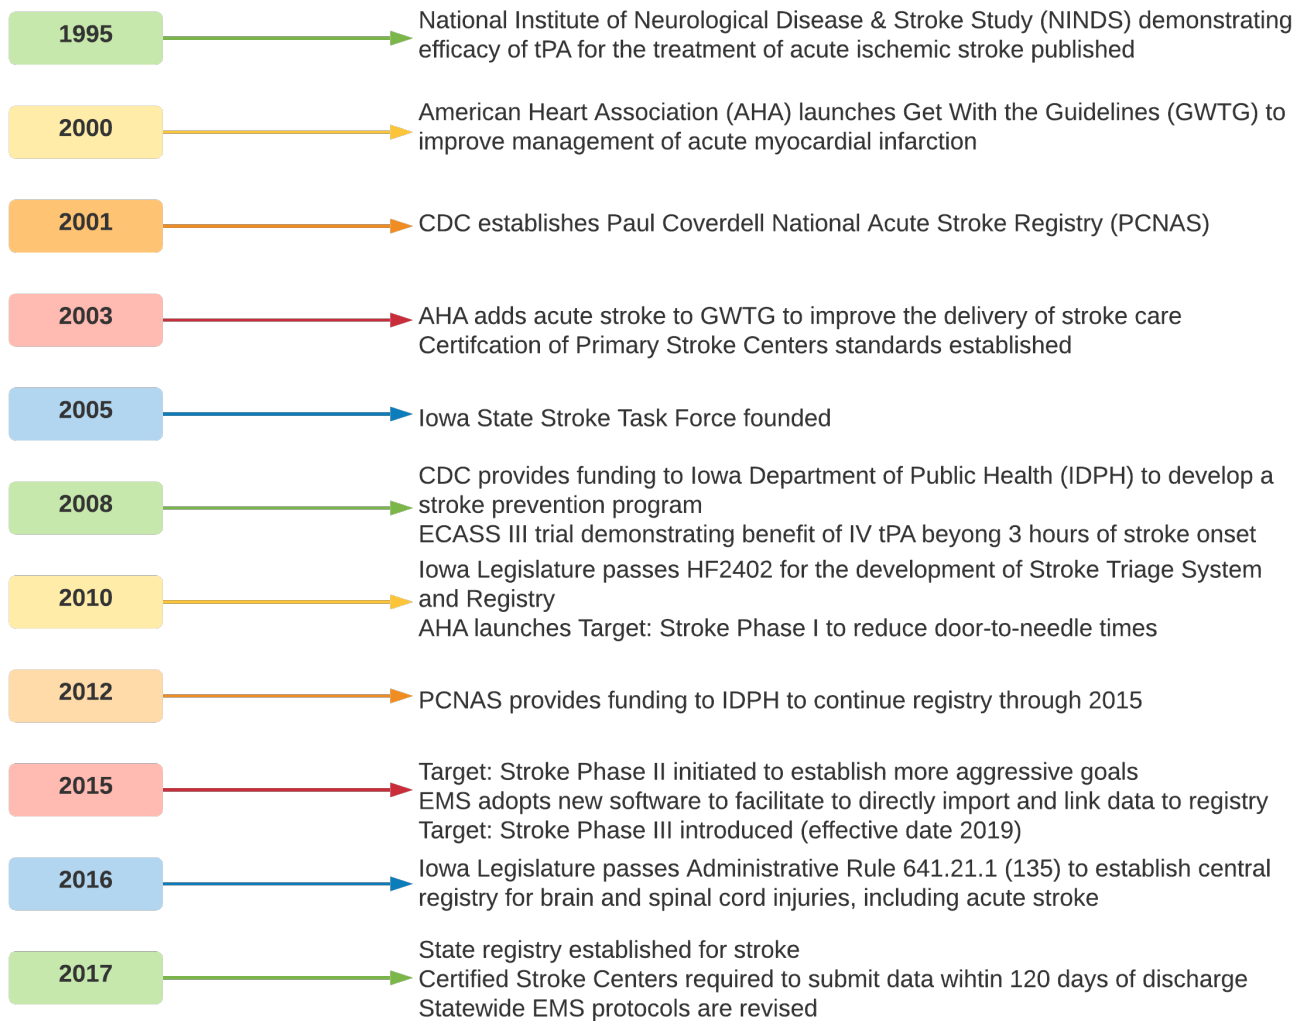 1995
National Institute of Neurological Disease & Stroke Study (NINDS) demonstrating
efficacy of tPA for the treatment of acute ischemic stroke published
2000
American Heart Association (AHA) launches Get With the Guidelines (GWTG) to
improve management of acute myocardial infarction
2001
CDC establishes Paul Coverdell National Acute Stroke Registry (PCNAS)
2003
AHA adds acute stroke to GWTG to improve the delivery of stroke care
Certifcation of Primary Stroke Centers standards established
2005
Iowa State Stroke Task Force founded
2008
CDC provides funding to Iowa Department of Public Health (IDPH) to develop a
stroke prevention program
ECASS III trial demonstrating benefit of IV tPA beyong 3 hours of stroke onset
2010
Iowa Legislature passes HF2402 for the development of Stroke Triage System
and Registry
AHA launches Target: Stroke Phase I to reduce door-to-needle times
2012
PCNAS provides funding to IDPH to continue registry through 2015
2015
Target: Stroke Phase II initiated to establish more aggressive goals
EMS adopts new software to facilitate to directly import and link data to registry
Target: Stroke Phase III introduced (effective date 2019)
2016
Iowa Legislature passes Administrative Rule 641.21.1 (135) to establish central
registry for brain and spinal cord injuries, including acute stroke
2017
State registry established for stroke
Certified Stroke Centers required to submit data wihtin 120 days of discharge
Statewide EMS protocols are revised